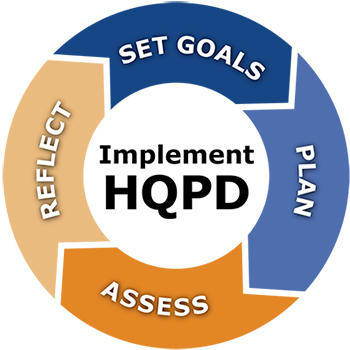 SET GOALS
PLAN
ASSESS
REFLECT
Implement
HQPD